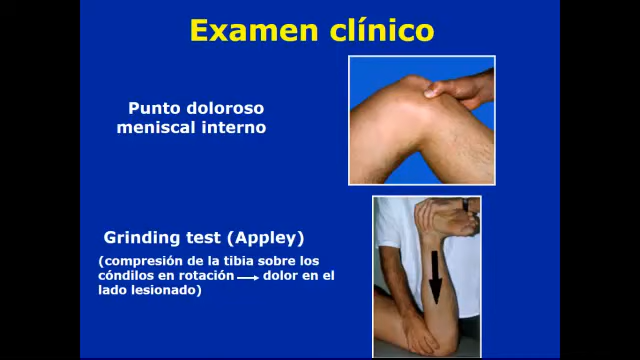 Examen clínico
Punto doloroso
meniscal interno
Grinding test (Appley)
(compresión de la tibia sobre los
cóndilos en rotación → dolor en el
lado lesionado)